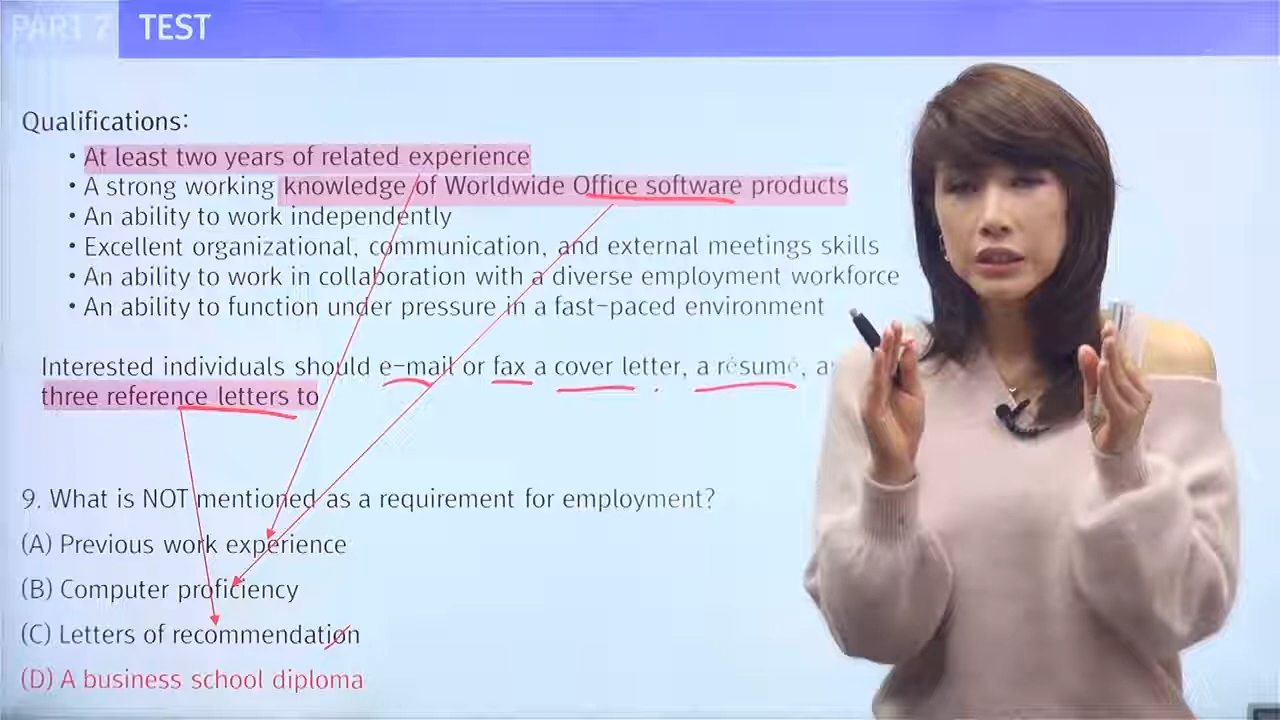 PART 7 TEST
Qualifications:
• At least two years of related experience
• A strong working knowledge of Worldwide Office software products
• An ability to work independently
• Excellent organizational, communication, and external meetings skills
• An ability to work in collaboration with a diverse employment workforce
• An ability to function under pressure in a fast-paced environment
Interested individuals should e-mail or fax a cover letter, a résumé,
three reference letters to
9. What is NOT mentioned as a requirement for employment?
(A) Previous work experience
(B) Computer proficiency
(C) Letters of recommendation
(D) A business school diploma